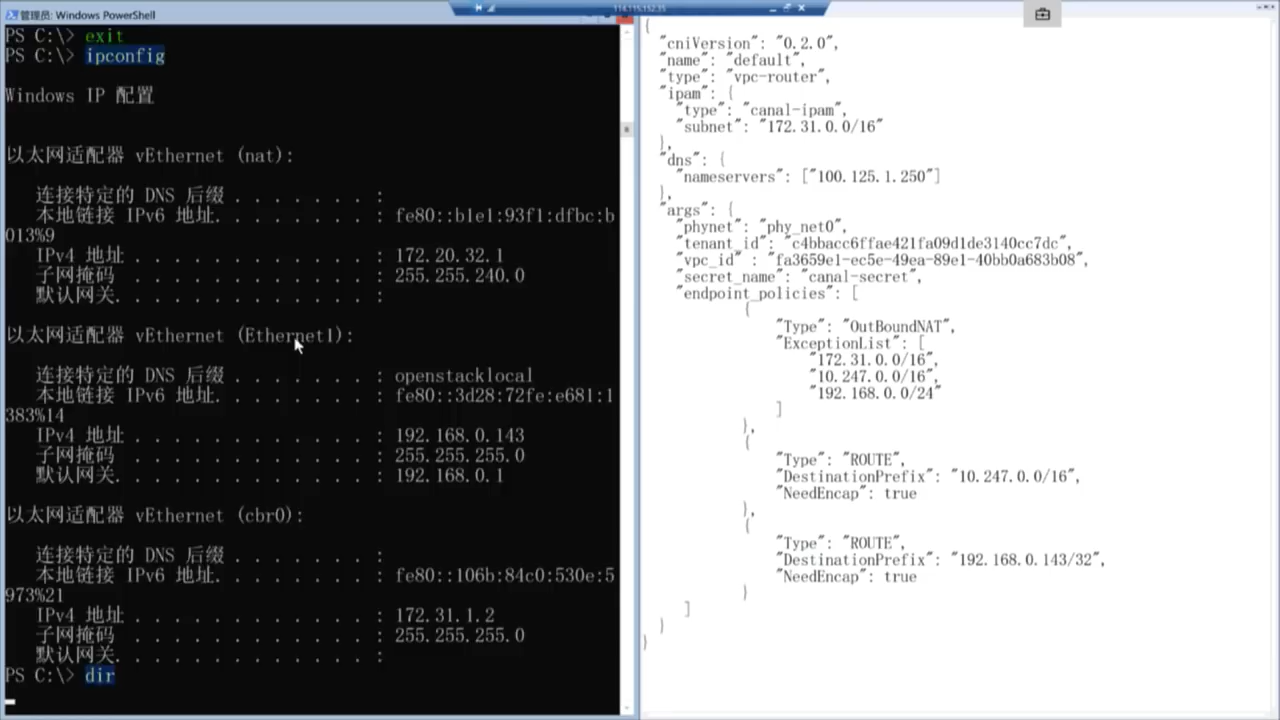 管理员: Windows PowerShell
114.115.152.35
PS C:\> exit
PS C:\> ipconfig
Windows IP 配置
以太网适配器 vEthernet (nat):
连接特定的 DNS 后缀 . . . . . . . :
本地链接 IPv6 地址. . . . . . . . : fe80::b1e1:93f1:dfbc:b
013%9
IPv4 地址 . . . . . . . . . . . . : 172.20.32.1
子网掩码 . . . . . . . . . . . . : 255.255.240.0
默认网关. . . . . . . . . . . . . :
以太网适配器 vEthernet (Ethernet1):
连接特定的 DNS 后缀 . . . . . . . : openstacklocal
本地链接 IPv6 地址. . . . . . . . : fe80::3d28:72fe:e681:1
383%14
IPv4 地址 . . . . . . . . . . . . : 192.168.0.143
子网掩码 . . . . . . . . . . . . : 255.255.255.0
默认网关. . . . . . . . . . . . . : 192.168.0.1
以太网适配器 vEthernet (cbr0):
连接特定的 DNS 后缀 . . . . . . . :
本地链接 IPv6 地址. . . . . . . . : fe80::106b:84c0:530e:5
973%21
IPv4 地址 . . . . . . . . . . . . : 172.31.1.2
子网掩码 . . . . . . . . . . . . : 255.255.255.0
默认网关. . . . . . . . . . . . . :
PS C:\> dir
{
"cniVersion": "0.2.0",
"name": "default",
"type": "vpc-router",
"ipam": {
"type": "canal-ipam",
"subnet": "172.31.0.0/16"
},
"dns": {
"nameservers": ["100.125.1.250"]
},
"args": {
"phynet": "phy_net0",
"tenant_id": "c4bbacc6ffae421fa09d1de3140cc7dc",
"vpc_id" : "fa3659e1-ec5e-49ea-89e1-40bb0a683b08",
"secret_name": "canal-secret",
"endpoint_policies": [
{
"Type": "OutBoundNAT",
"ExceptionList": [
"172.31.0.0/16",
"10.247.0.0/16",
"192.168.0.0/24"
]
},
{
"Type": "ROUTE",
"DestinationPrefix": "10.247.0.0/16",
"NeedEncap": true
},
{
"Type": "ROUTE",
"DestinationPrefix": "192.168.0.143/32",
"NeedEncap": true
}
]
}
}